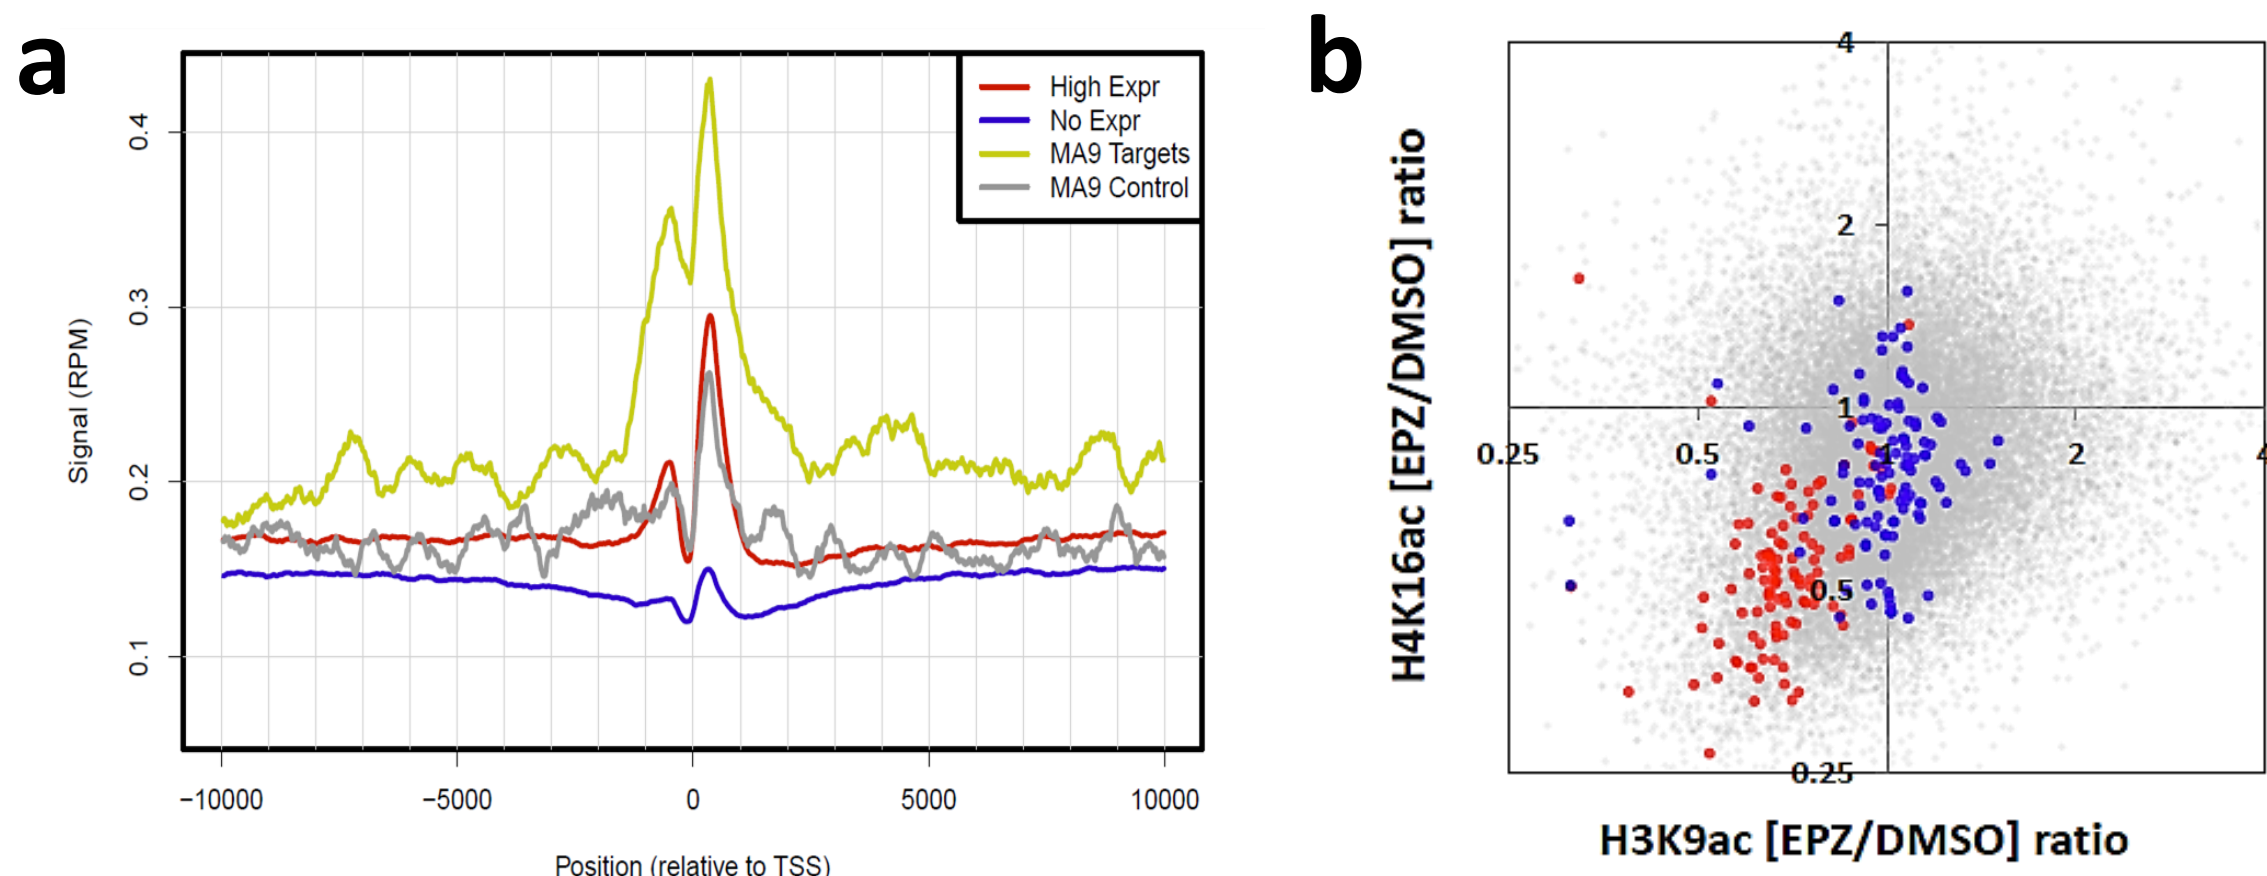 a
Signal (RPM)
0.4
0.3
0.2
0.1
High Expr
No Expr
MA9 Targets
MA9 Control
−10000
−5000
0
5000
10000
Position (relative to TSS)
b
H4K16ac [EPZ/DMSO] ratio
4
2
1
0.5
0.25
0.25
0.5
1
2
4
H3K9ac [EPZ/DMSO] ratio